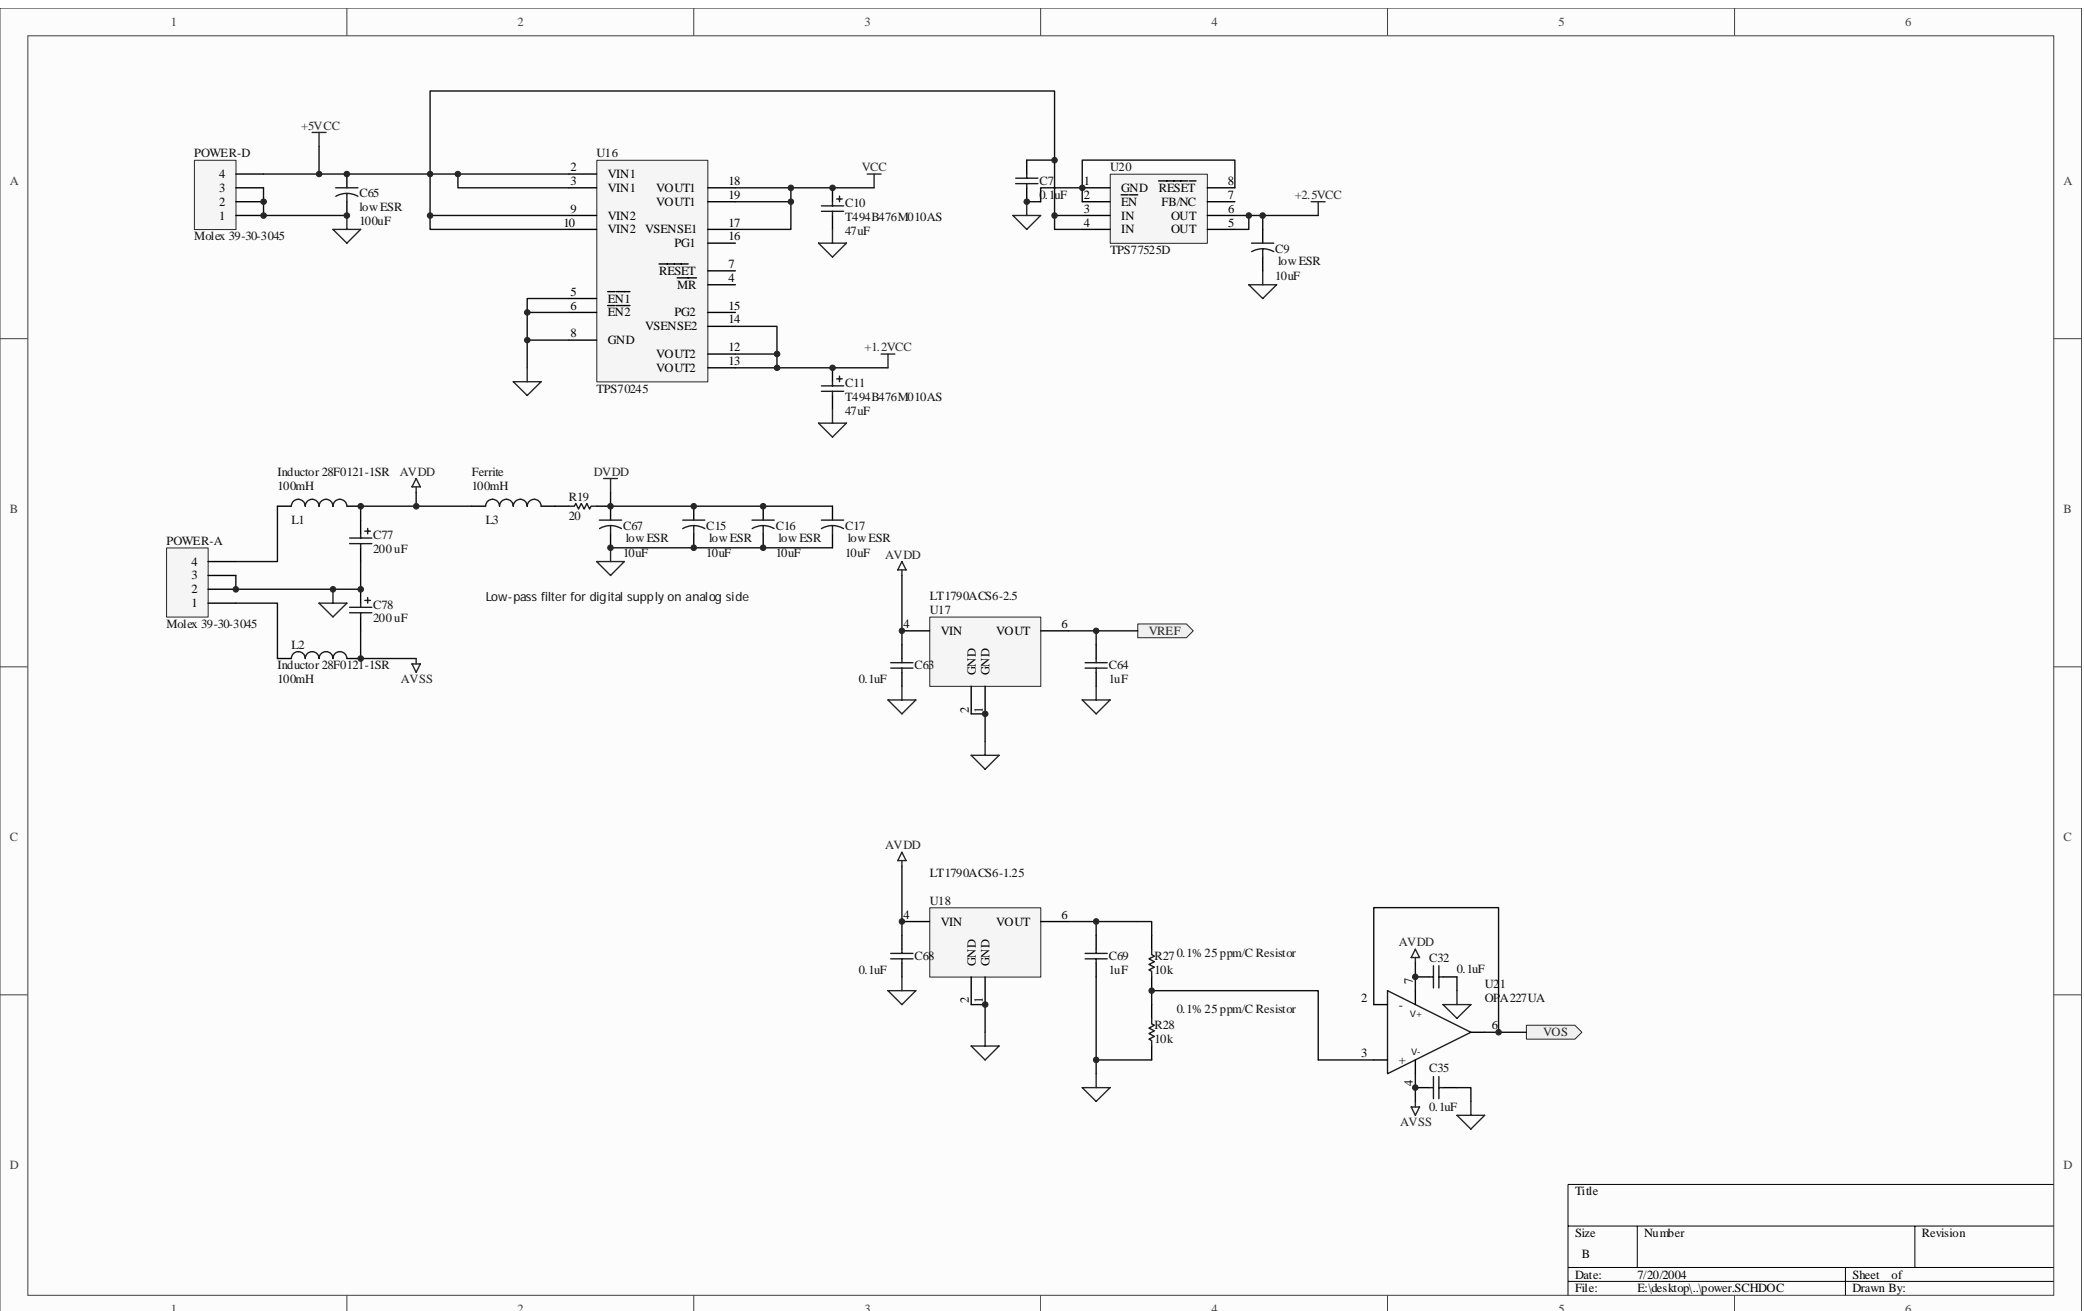 1 2 3 4 5 6
A A
B B
C C
D D
+5VCC
POWER-D
4
3
2
1
Molex 39-30-3045
C65
low ESR
100uF
U16
2 VIN1
3 VIN1
9 VIN2
10 VIN2
5 EN1
6 EN2
8 GND
VOUT1 18
VOUT1 19
VSENSE1 17
PG1 16
RESET 7
MR 4
PG2 15
VSENSE2 14
VOUT2 12
VOUT2 13
TPS70245
VCC
+ C10
T494B476M010AS
47uF
+1.2VCC
+ C11
T494B476M010AS
47uF
C7
0.1uF
U20
1 GND RESET 8
2 EN FB/NC 7
3 IN OUT 6
4 IN OUT 5
TPS77525D
+2.5VCC
C9
low ESR
10uF
Inductor 28F0121-1SR
100mH
L1
AVDD
Ferrite
100mH
L3
R19
20
DVDD
C67
low ESR
10uF
C15
low ESR
10uF
C16
low ESR
10uF
C17
low ESR
10uF
POWER-A
4
3
2
1
Molex 39-30-3045
+ C77
200uF
+ C78
200uF
L2
Inductor 28F0121-1SR
100mH
AVSS
Low-pass filter for digital supply on analog side
AVDD
LT1790ACS6-2.5
U17
4 VIN VOUT 6
GND
GND
2
1
C63
0.1uF
VREF
C64
1uF
AVDD
LT1790ACS6-1.25
U18
4 VIN VOUT 6
GND
GND
2
1
C68
0.1uF
C69
1uF
R27
10k
0.1% 25 ppm/C Resistor
0.1% 25 ppm/C Resistor
R28
10k
AVDD
C32
0.1uF
7
U21
OPA227UA
2 -
V+
3 +
V-
6
VOS
4
C35
0.1uF
AVSS
Title
Size Number Revision
B
Date: 7/20/2004 Sheet of
File: E:\desktop\..\power.SCHDOC Drawn By:
1 2 3 4 5 6